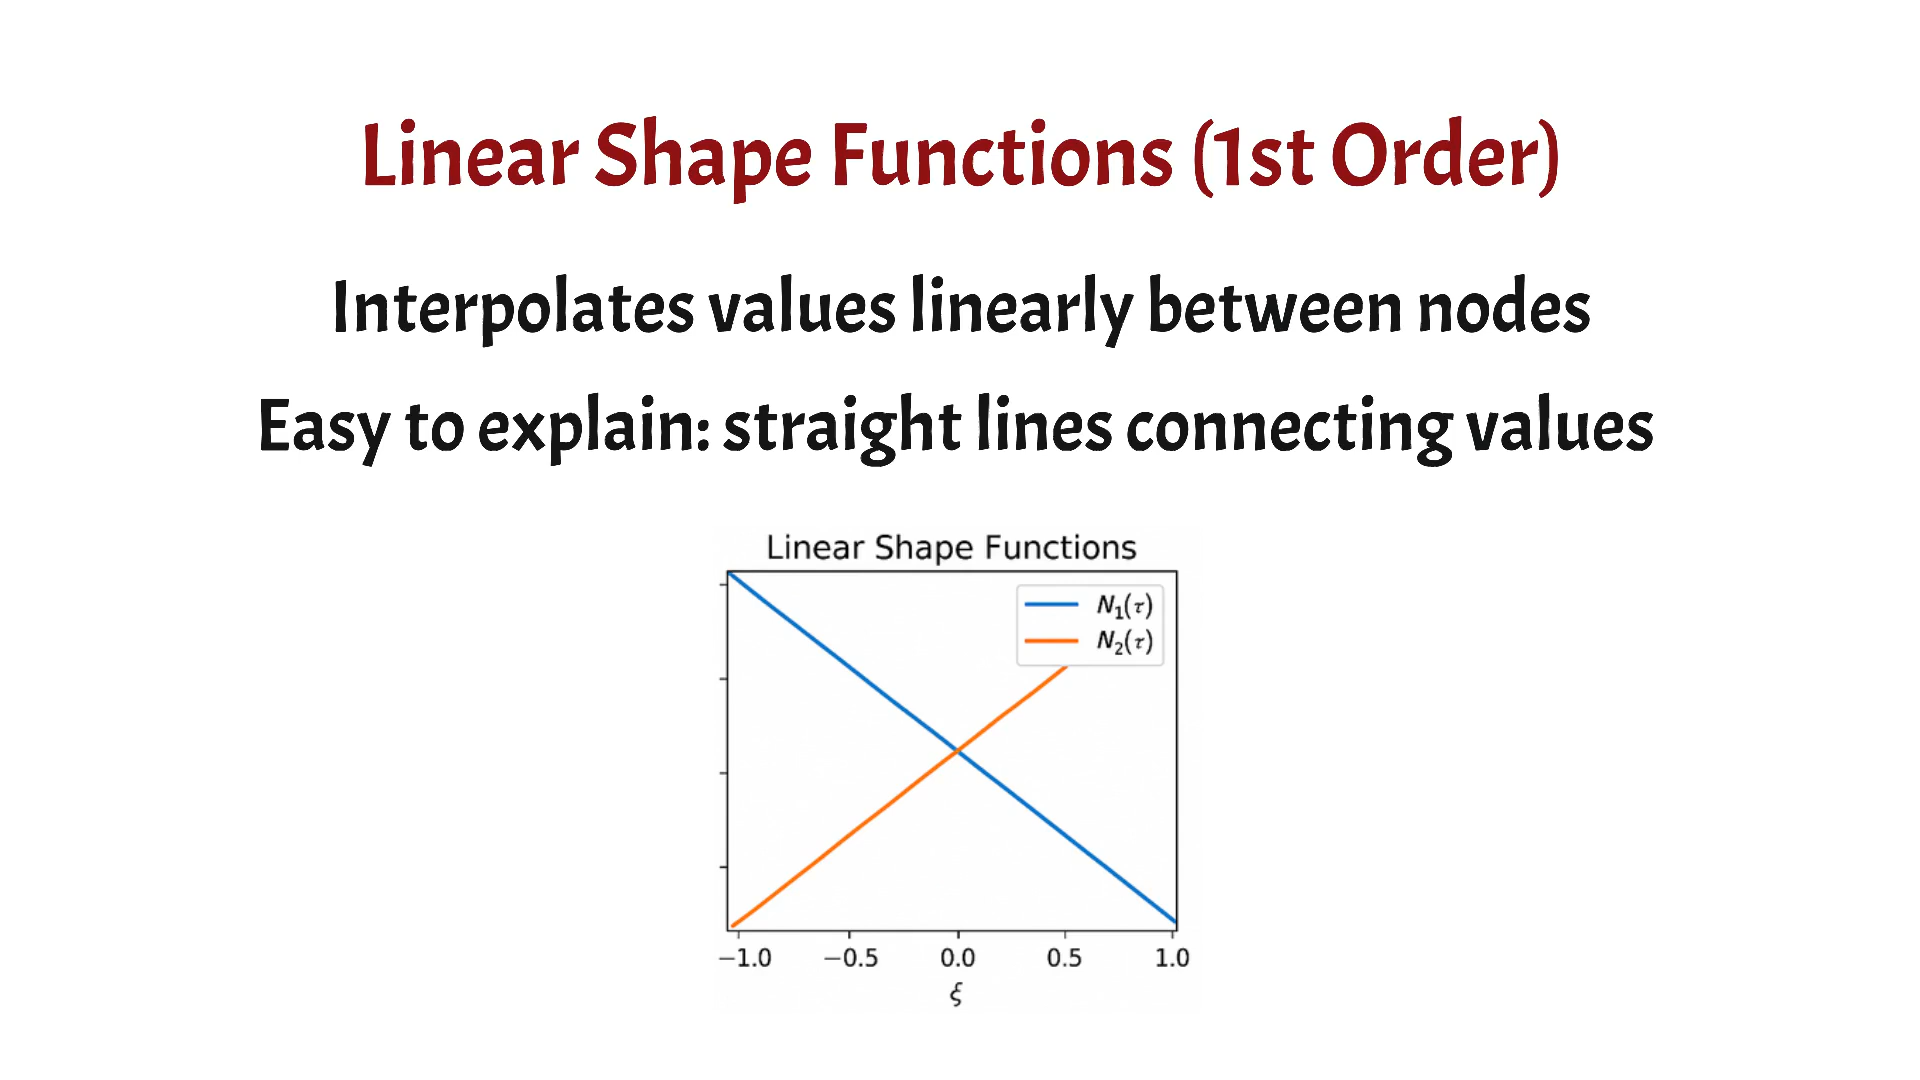 Linear Shape Functions (1st Order)
Interpolates values linearly between nodes
Easy to explain: straight lines connecting values
Linear Shape Functions
N₁(τ)
N₂(τ)
−1.0 −0.5 0.0 0.5 1.0
ξ